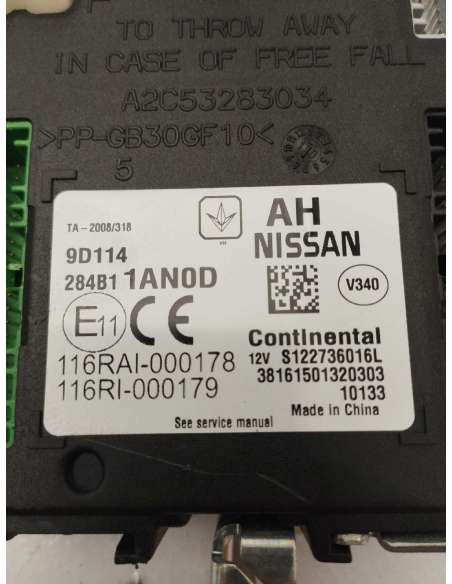 TO THROW AWAY
IN CASE OF FREE FALL
A2C53283034
>PP-GB30GF10<
5
TA-2008/318
AH
NISSAN
9D114
284B1 1AN0D
V340
E11 CE
Continental
116RAI-000178
12V S122736016L
116RI-000179
38161501320303
10133
Made in China
See service manual